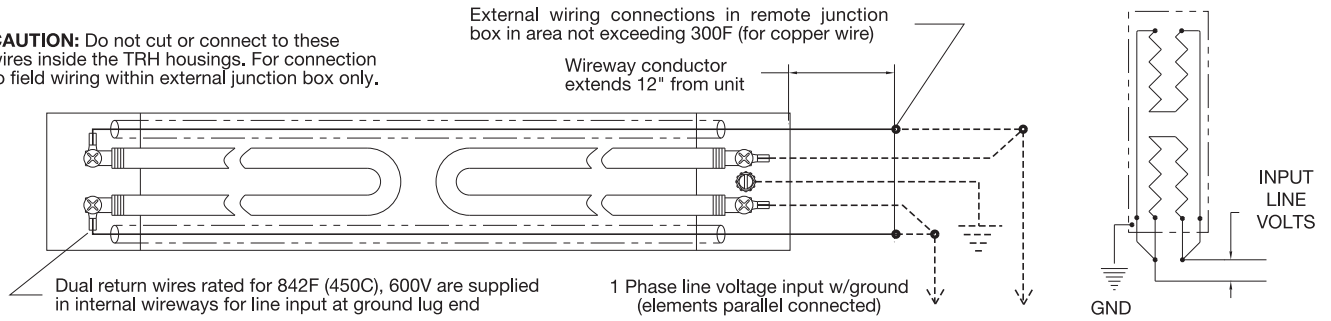 CAUTION: Do not cut or connect to these
wires inside the TRH housings. For connection
to field wiring within external junction box only.
External wiring connections in remote junction
box in area not exceeding 300F (for copper wire)
Wireway conductor
extends 12" from unit
Dual return wires rated for 842F (450C), 600V are supplied
in internal wireways for line input at ground lug end
1 Phase line voltage input w/ground
(elements parallel connected)
INPUT
LINE
VOLTS
GND